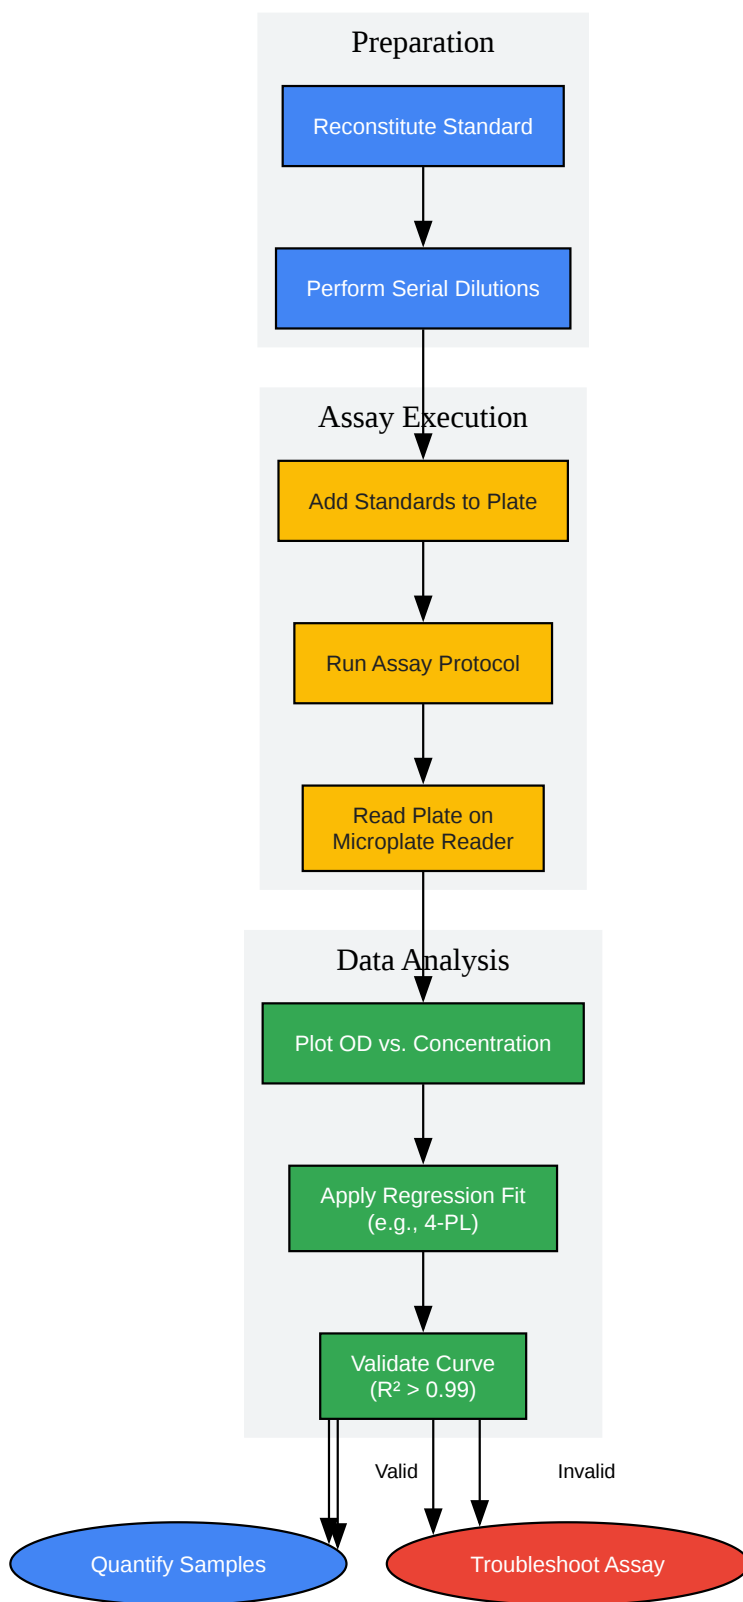 Preparation
Reconstitute Standard
Perform Serial Dilutions
Assay Execution
Add Standards to Plate
Run Assay Protocol
Read Plate on
Microplate Reader
Data Analysis
Plot OD vs. Concentration
Apply Regression Fit
(e.g., 4-PL)
Validate Curve
(R² > 0.99)
Valid
Invalid
Quantify Samples
Troubleshoot Assay